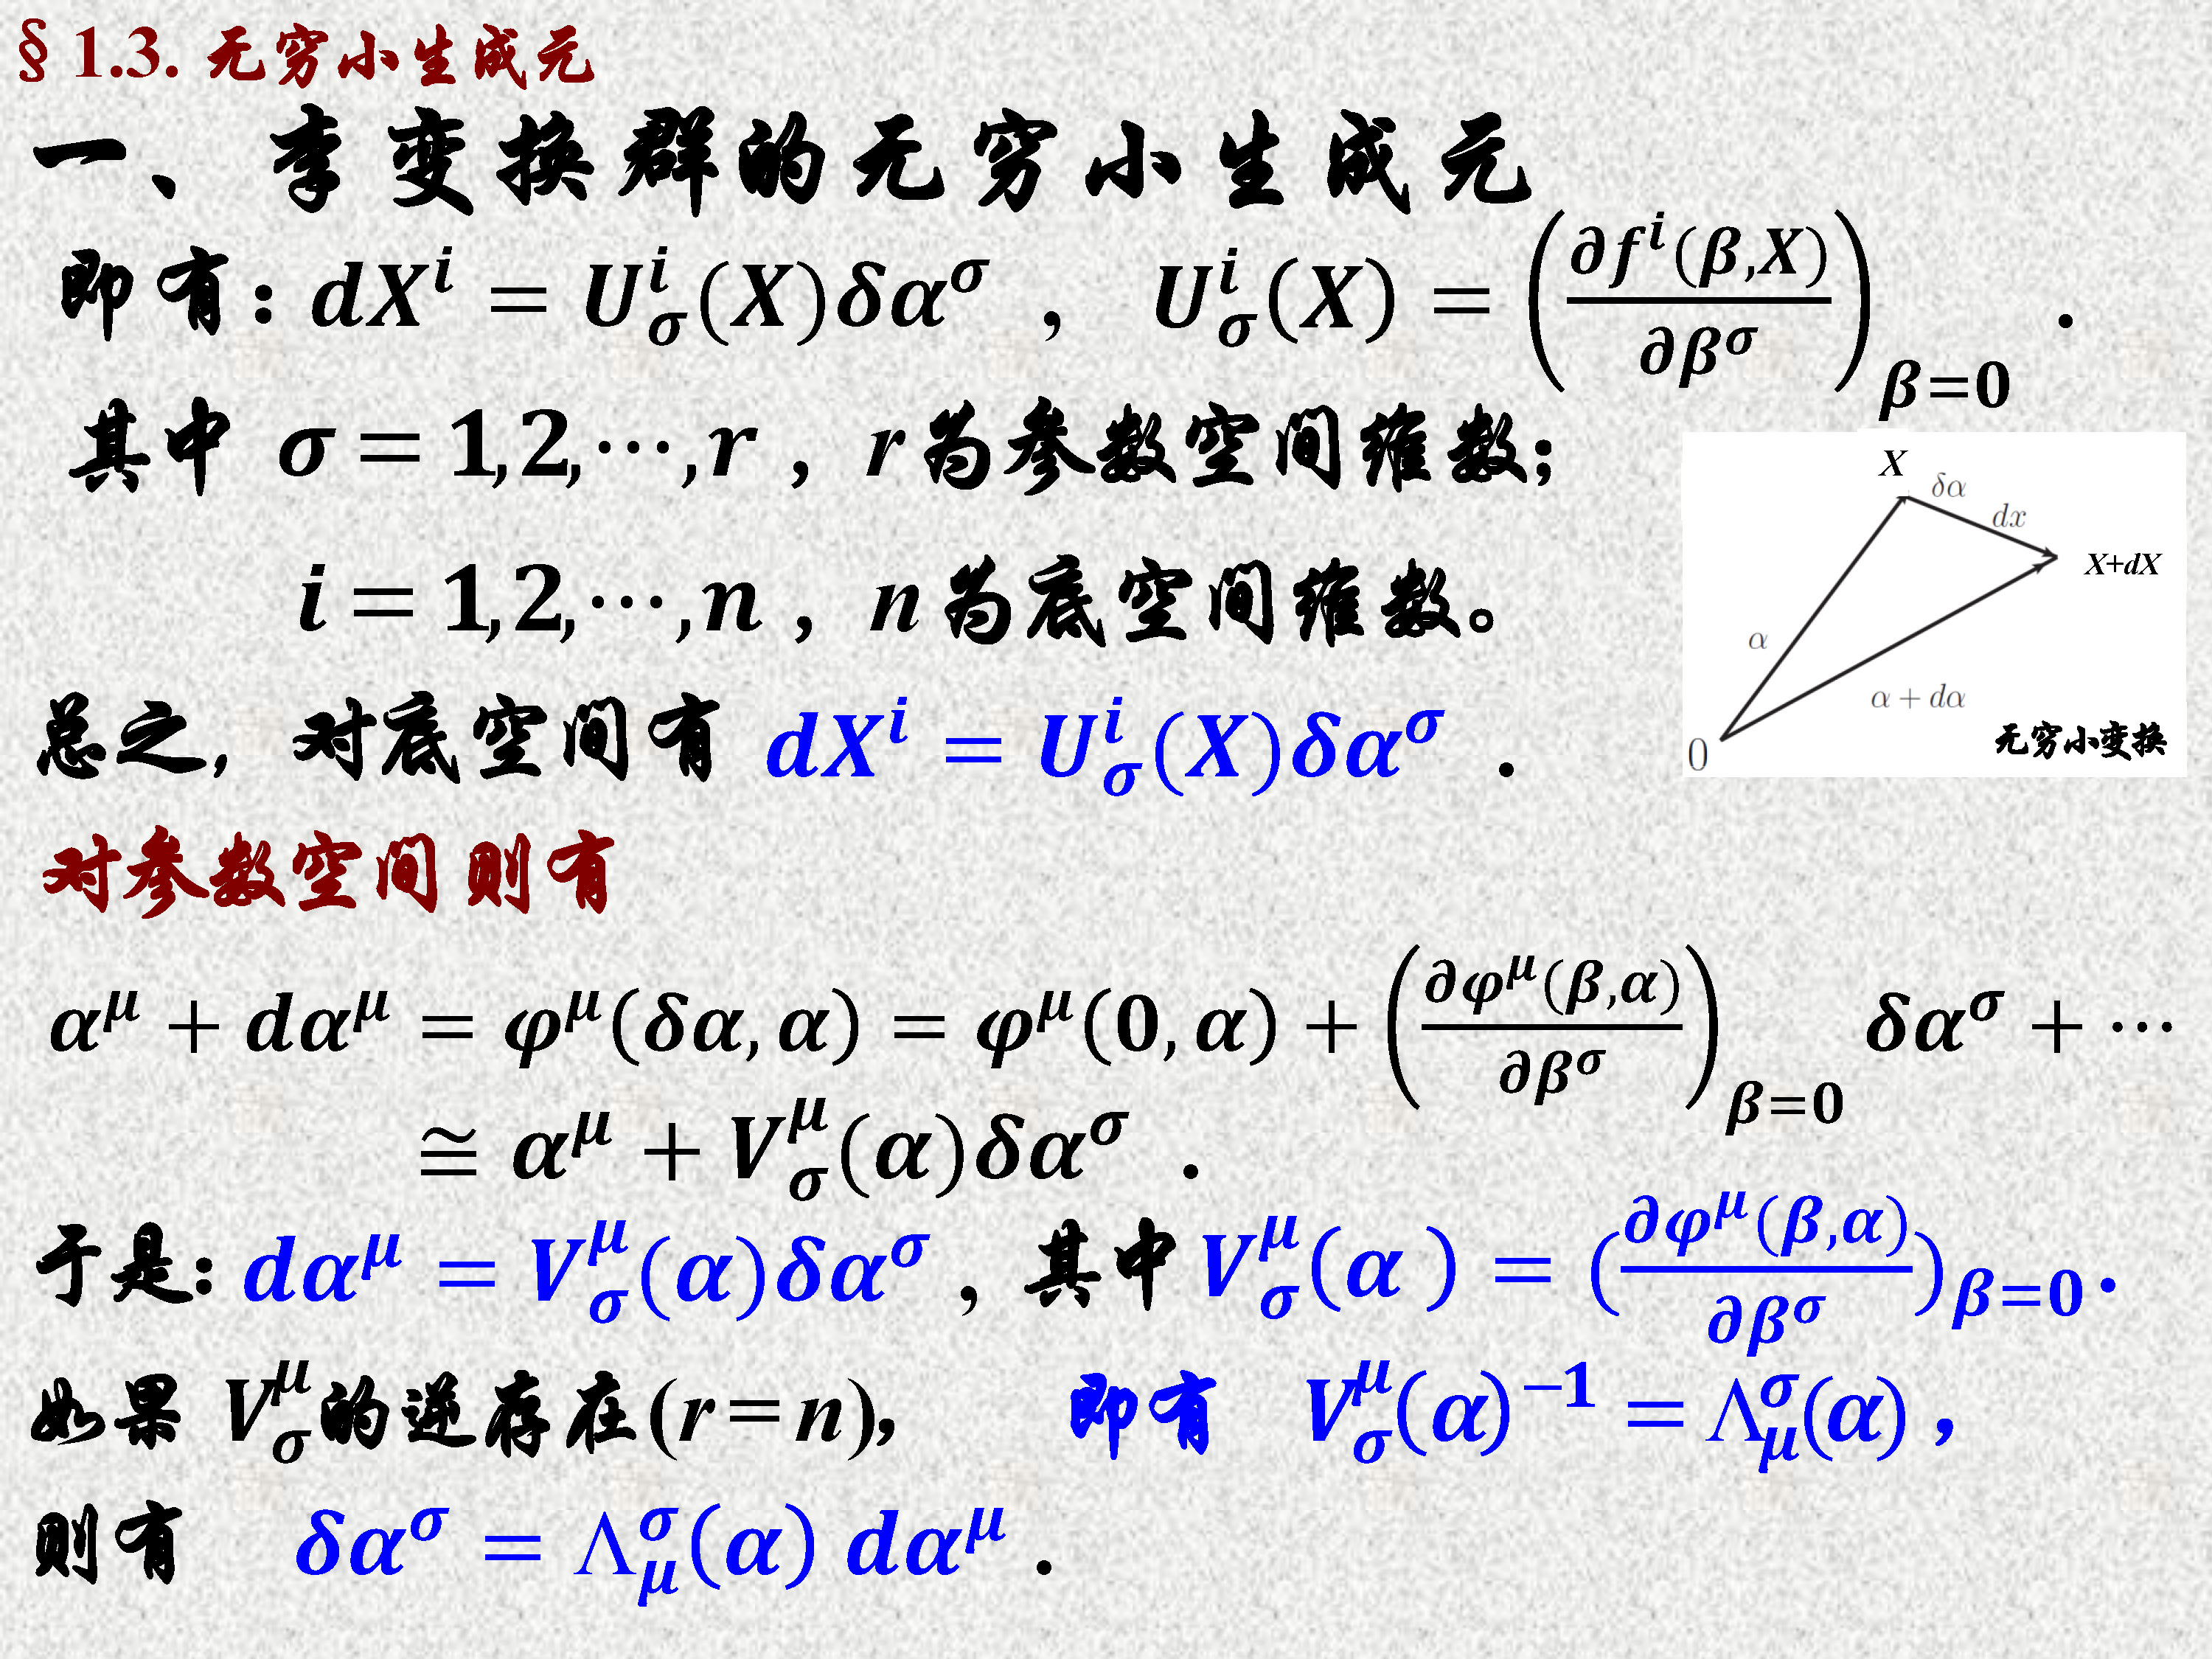 § 1.3. 无穷小生成元
一、李变换群的无穷小生成元
即有: $dX^i = U^i_\sigma(X)\delta\alpha^\sigma$ , $U^i_\sigma(X) = \left(\frac{\partial f^i(\beta,X)}{\partial \beta^\sigma}\right)_{\beta=0}$ .
其中 $\sigma = 1,2,\cdots,r$ , $r$为参数空间维数;
$i = 1,2,\cdots,n$ , $n$为底空间维数。
总之, 对底空间有 $dX^i = U^i_\sigma(X)\delta\alpha^\sigma$ .
X
δα
dx
X+dX
α
α + dα
0
无穷小变换
对参数空间则有
$\alpha^\mu + d\alpha^\mu = \varphi^\mu(\delta\alpha,\alpha) = \varphi^\mu(0,\alpha) + \left(\frac{\partial \varphi^\mu(\beta,\alpha)}{\partial \beta^\sigma}\right)_{\beta=0} \delta\alpha^\sigma + \cdots$
$\cong \alpha^\mu + V^\mu_\sigma(\alpha)\delta\alpha^\sigma$ .
于是: $d\alpha^\mu = V^\mu_\sigma(\alpha)\delta\alpha^\sigma$ , 其中 $V^\mu_\sigma(\alpha) = (\frac{\partial \varphi^\mu(\beta,\alpha)}{\partial \beta^\sigma})_{\beta=0}$ .
如果 $V^\mu_\sigma$的逆存在(r=n), 即有 $V^\mu_\sigma(\alpha)^{-1} = \Lambda^\sigma_\mu(\alpha)$ ,
则有 $\delta\alpha^\sigma = \Lambda^\sigma_\mu(\alpha) \, d\alpha^\mu$ .